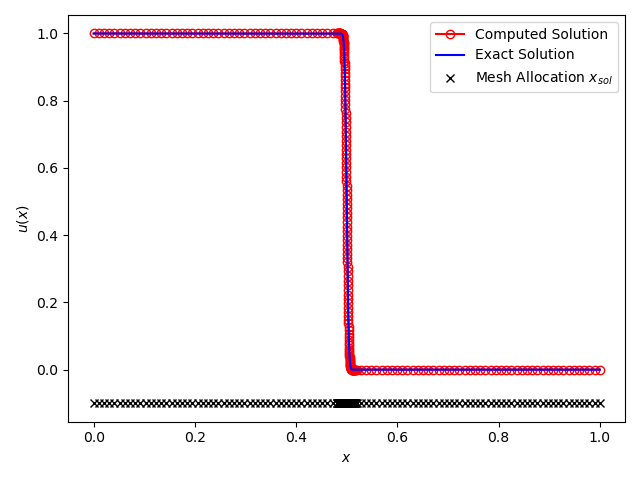 1.0
0.8
0.6
0.4
0.2
0.0
u(x)
Computed Solution
Exact Solution
Mesh Allocation x_sol
0.0 0.2 0.4 0.6 0.8 1.0
x